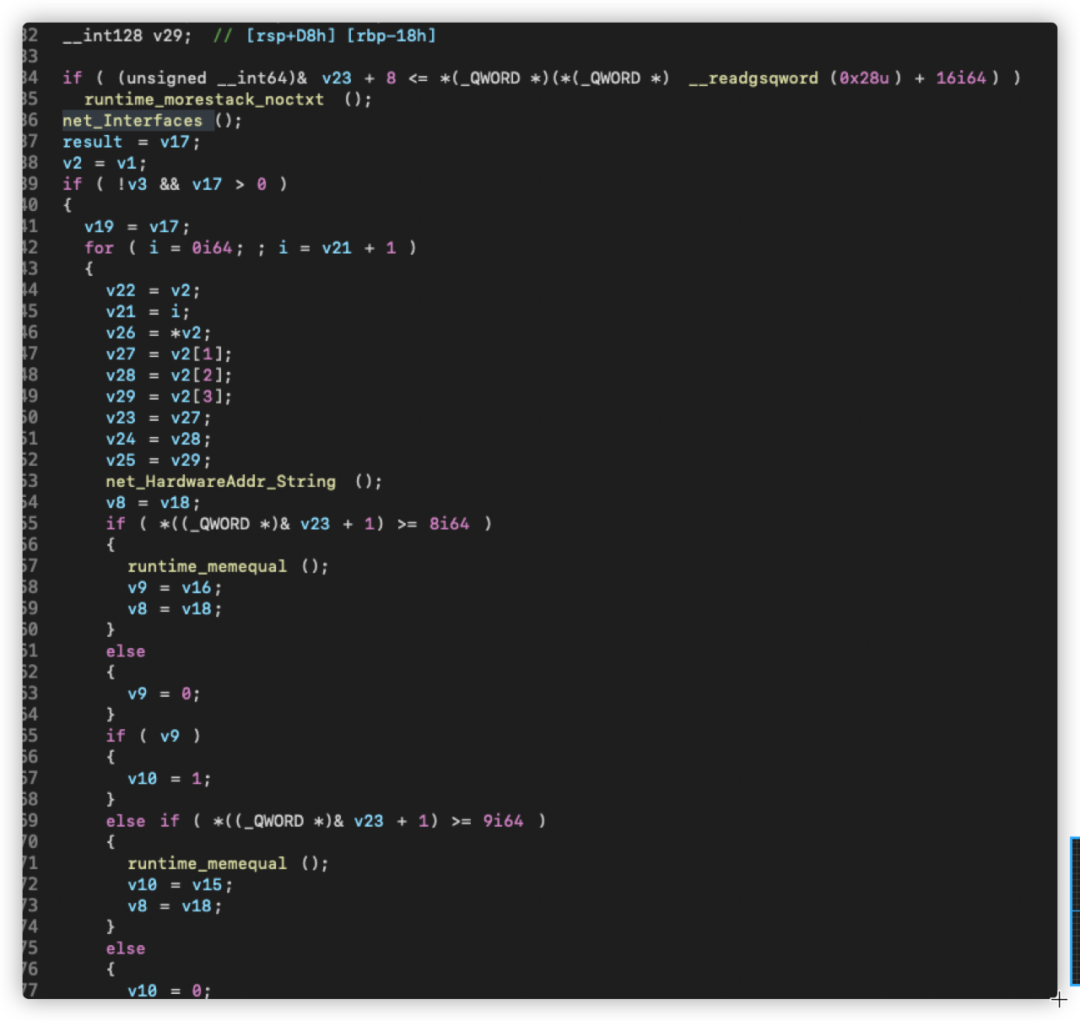 32 __int128 v29; // [rsp+D8h] [rbp-18h]
33
34 if ( (unsigned __int64)& v23 + 8 <= *(_QWORD *)(*(_QWORD *) __readgsqword (0x28u ) + 16i64 ) )
35 runtime_morestack_noctxt ();
36 net_Interfaces ();
37 result = v17;
38 v2 = v1;
39 if ( !v3 && v17 > 0 )
40 {
41 v19 = v17;
42 for ( i = 0i64; ; i = v21 + 1 )
43 {
44 v22 = v2;
45 v21 = i;
46 v26 = *v2;
47 v27 = v2[1];
48 v28 = v2[2];
49 v29 = v2[3];
50 v23 = v27;
51 v24 = v28;
52 v25 = v29;
53 net_HardwareAddr_String ();
54 v8 = v18;
55 if ( *((_QWORD *)& v23 + 1) >= 8i64 )
56 {
57 runtime_memequal ();
58 v9 = v16;
59 v8 = v18;
60 }
61 else
62 {
63 v9 = 0;
64 }
65 if ( v9 )
66 {
67 v10 = 1;
68 }
69 else if ( *((_QWORD *)& v23 + 1) >= 9i64 )
70 {
71 runtime_memequal ();
72 v10 = v15;
73 v8 = v18;
74 }
75 else
76 {
77 v10 = 0;